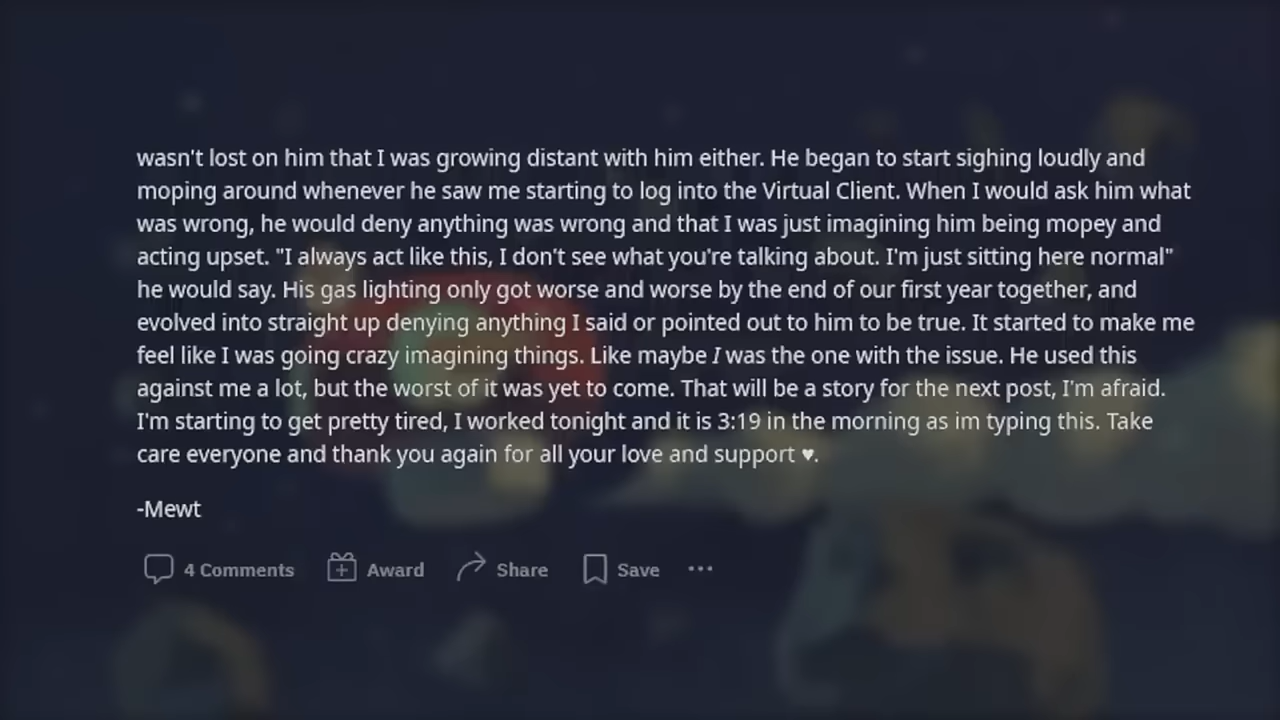 wasn't lost on him that I was growing distant with him either. He began to start sighing loudly and
moping around whenever he saw me starting to log into the Virtual Client. When I would ask him what
was wrong, he would deny anything was wrong and that I was just imagining him being mopey and
acting upset. "I always act like this, I don't see what you're talking about. I'm just sitting here normal"
he would say. His gas lighting only got worse and worse by the end of our first year together, and
evolved into straight up denying anything I said or pointed out to him to be true. It started to make me
feel like I was going crazy imagining things. Like maybe I was the one with the issue. He used this
against me a lot, but the worst of it was yet to come. That will be a story for the next post, I'm afraid.
I'm starting to get pretty tired, I worked tonight and it is 3:19 in the morning as im typing this. Take
care everyone and thank you again for all your love and support ♥.
-Mewt
4 Comments Award Share Save ···